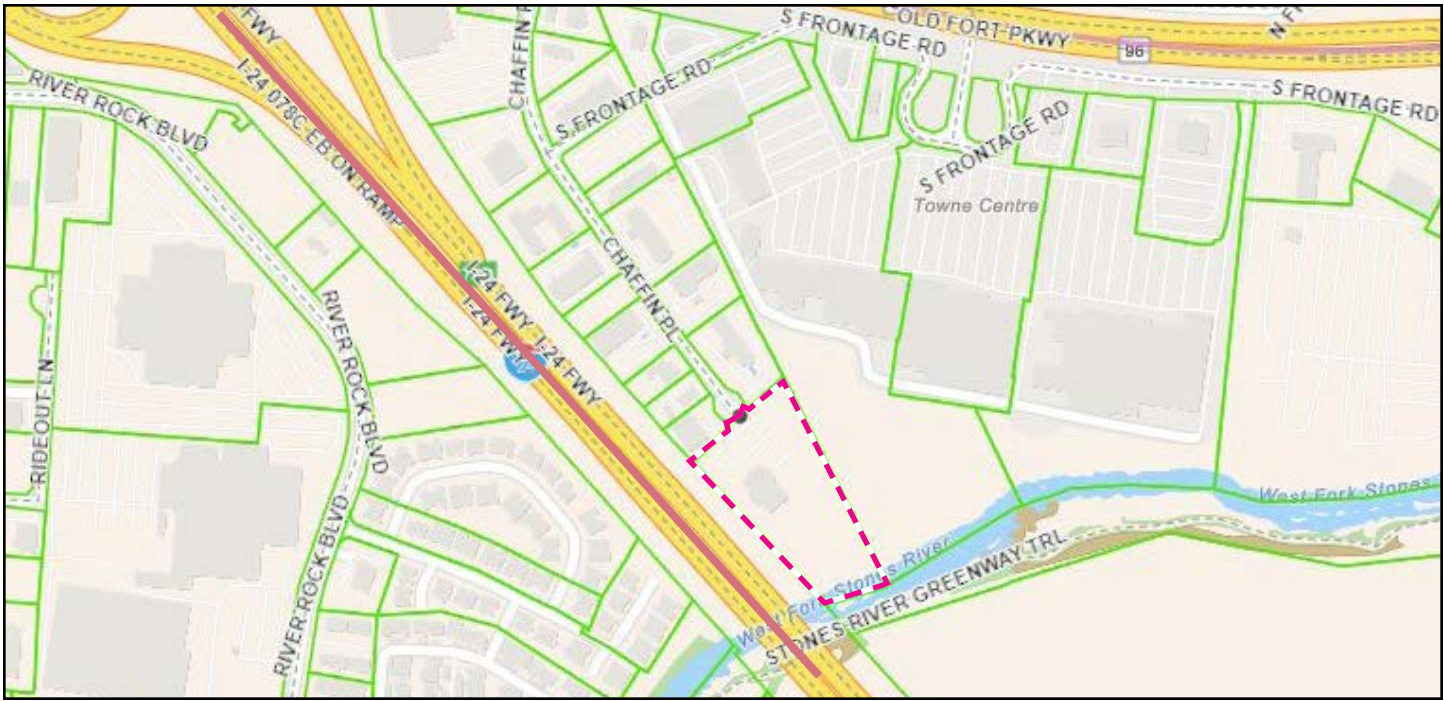 FWY
S FRONTAGE RD
OLD FORT PKWY
96
N F
CHAFFIN P
I-24 078C EB ON RAMP
RIVER ROCK BLVD
S FRONTAGE RD
S FRONTAGE RD
S FRONTAGE RD
Towne Centre
CHAFFIN PL
I-24 FWY
I-24 FWY
I-24 FWY
RIVER ROCK BLVD
RIDEOUT LN
RIVER ROCK BLVD
West Fork Stones
West Fork Stones River
STONES RIVER GREENWAY TRL